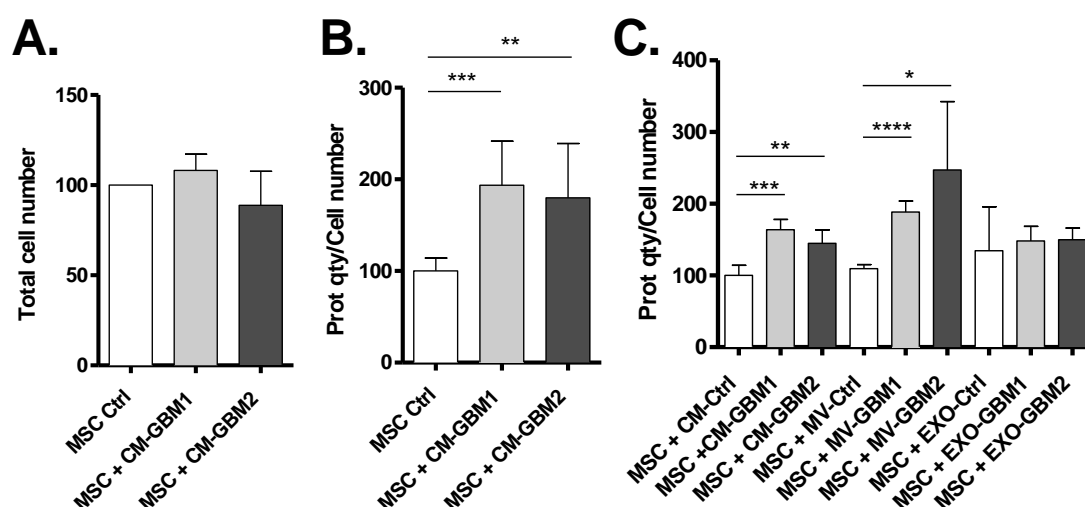 A.
Total cell number
150
100
50
0
MSC Ctrl
MSC + CM-GBM1
MSC + CM-GBM2
B.
Prot qty/Cell number
300
200
100
0
**
***
MSC Ctrl
MSC + CM-GBM1
MSC + CM-GBM2
C.
Prot qty/Cell number
400
300
200
100
0
*
****
**
***
MSC + CM-Ctrl
MSC +CM-GBM1
MSC + CM-GBM2
MSC + MV-Ctrl
MSC + MV-GBM1
MSC + MV-GBM2
MSC + EXO-Ctrl
MSC + EXO-GBM1
MSC + EXO-GBM2